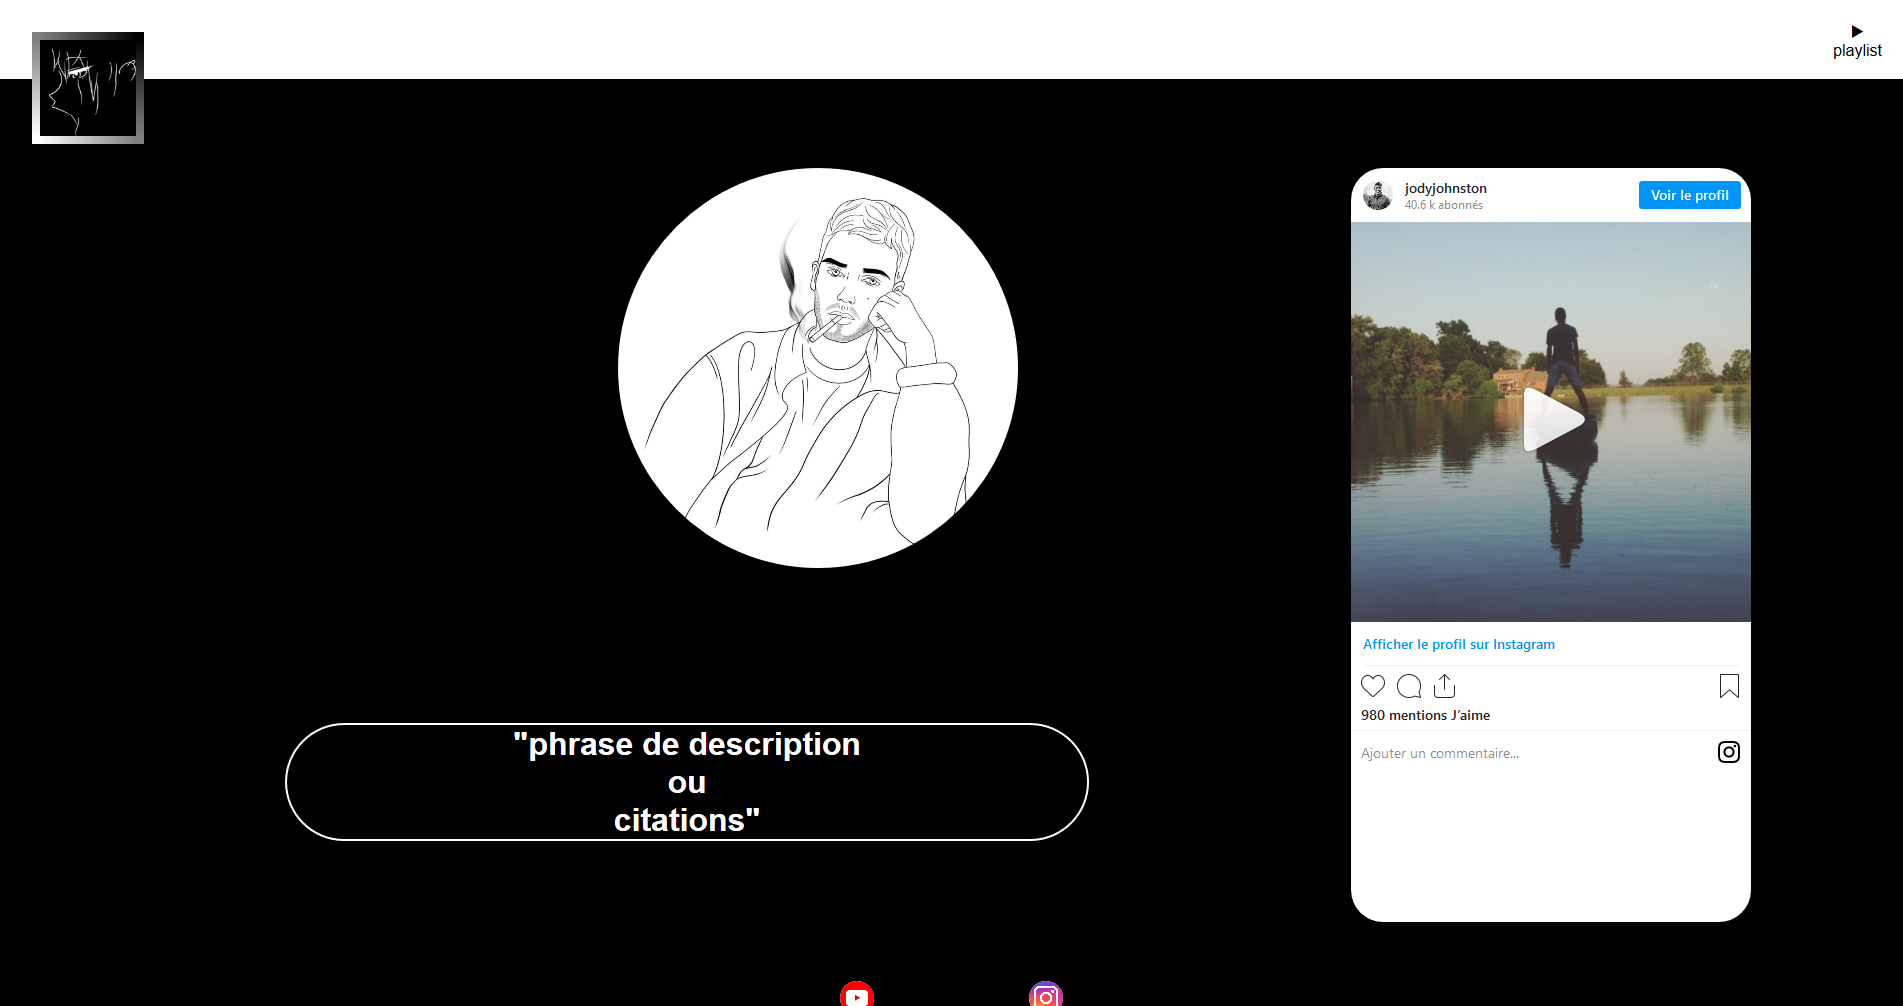 playlist
jodyjohnston
40.6 k abonnés
Voir le profil
Afficher le profil sur Instagram
980 mentions J’aime
Ajouter un commentaire...
"phrase de description
ou
citations"